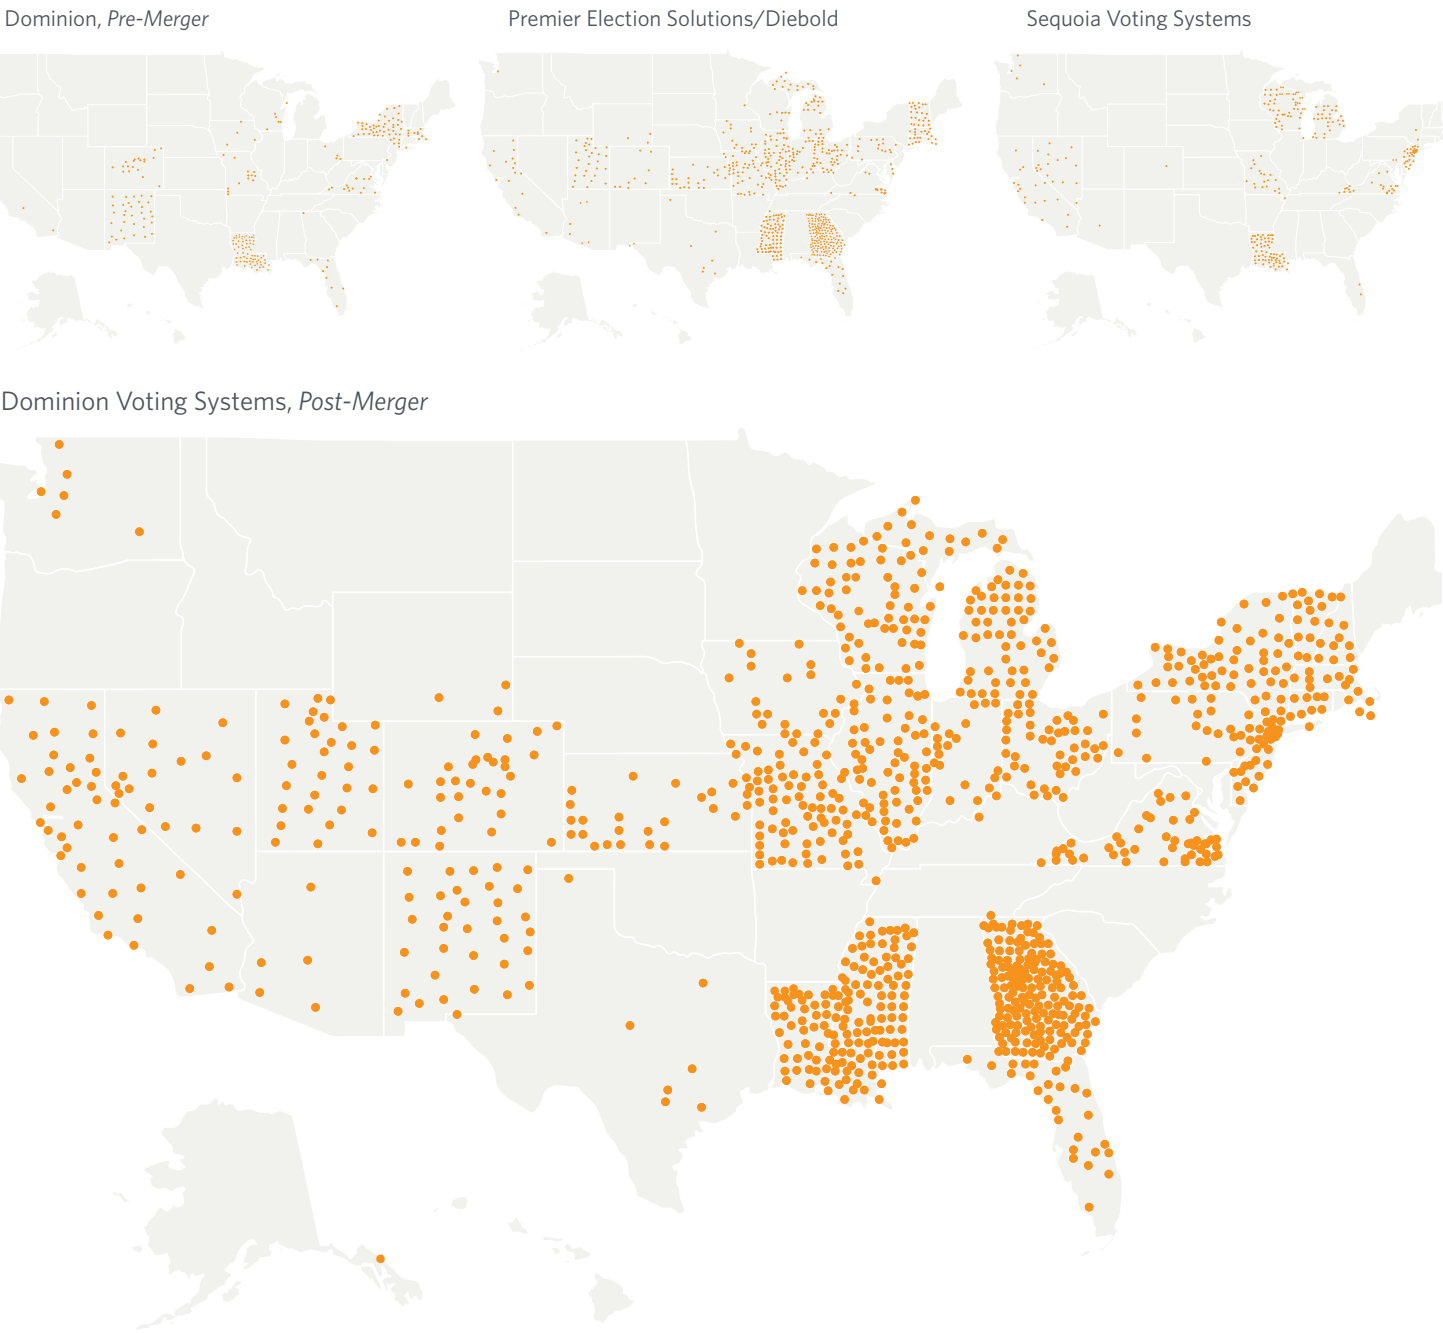 Dominion, Pre-Merger
Premier Election Solutions/Diebold
Sequoia Voting Systems
Dominion Voting Systems, Post-Merger